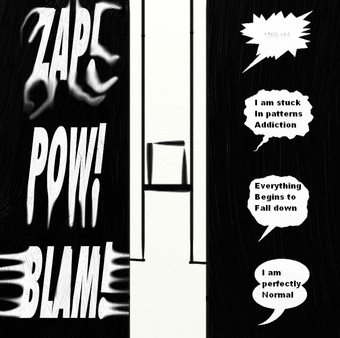 ZAP!
POW!
BLAM!
I am stuck
In patterns
Addiction
Everything
Begins to
Fall down
I am
perfectly
Normal